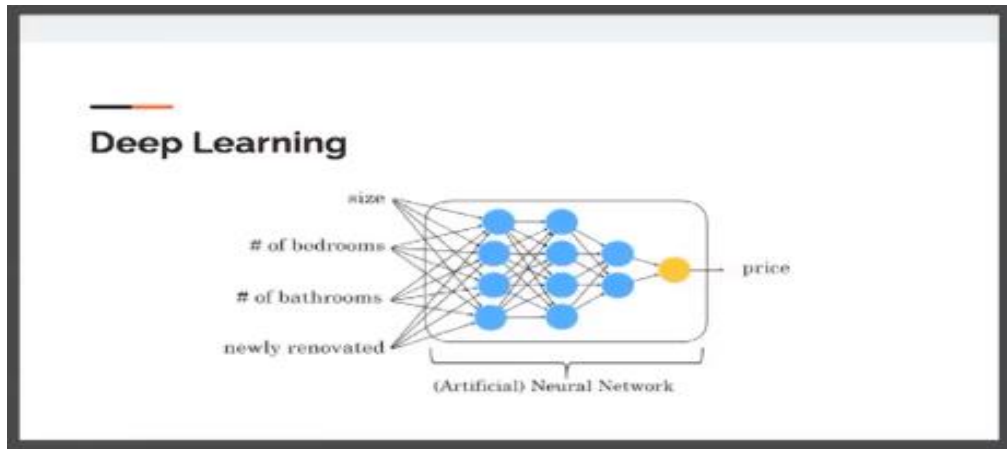 Deep Learning
size
# of bedrooms
# of bathrooms
newly renovated
price
(Artificial) Neural Network